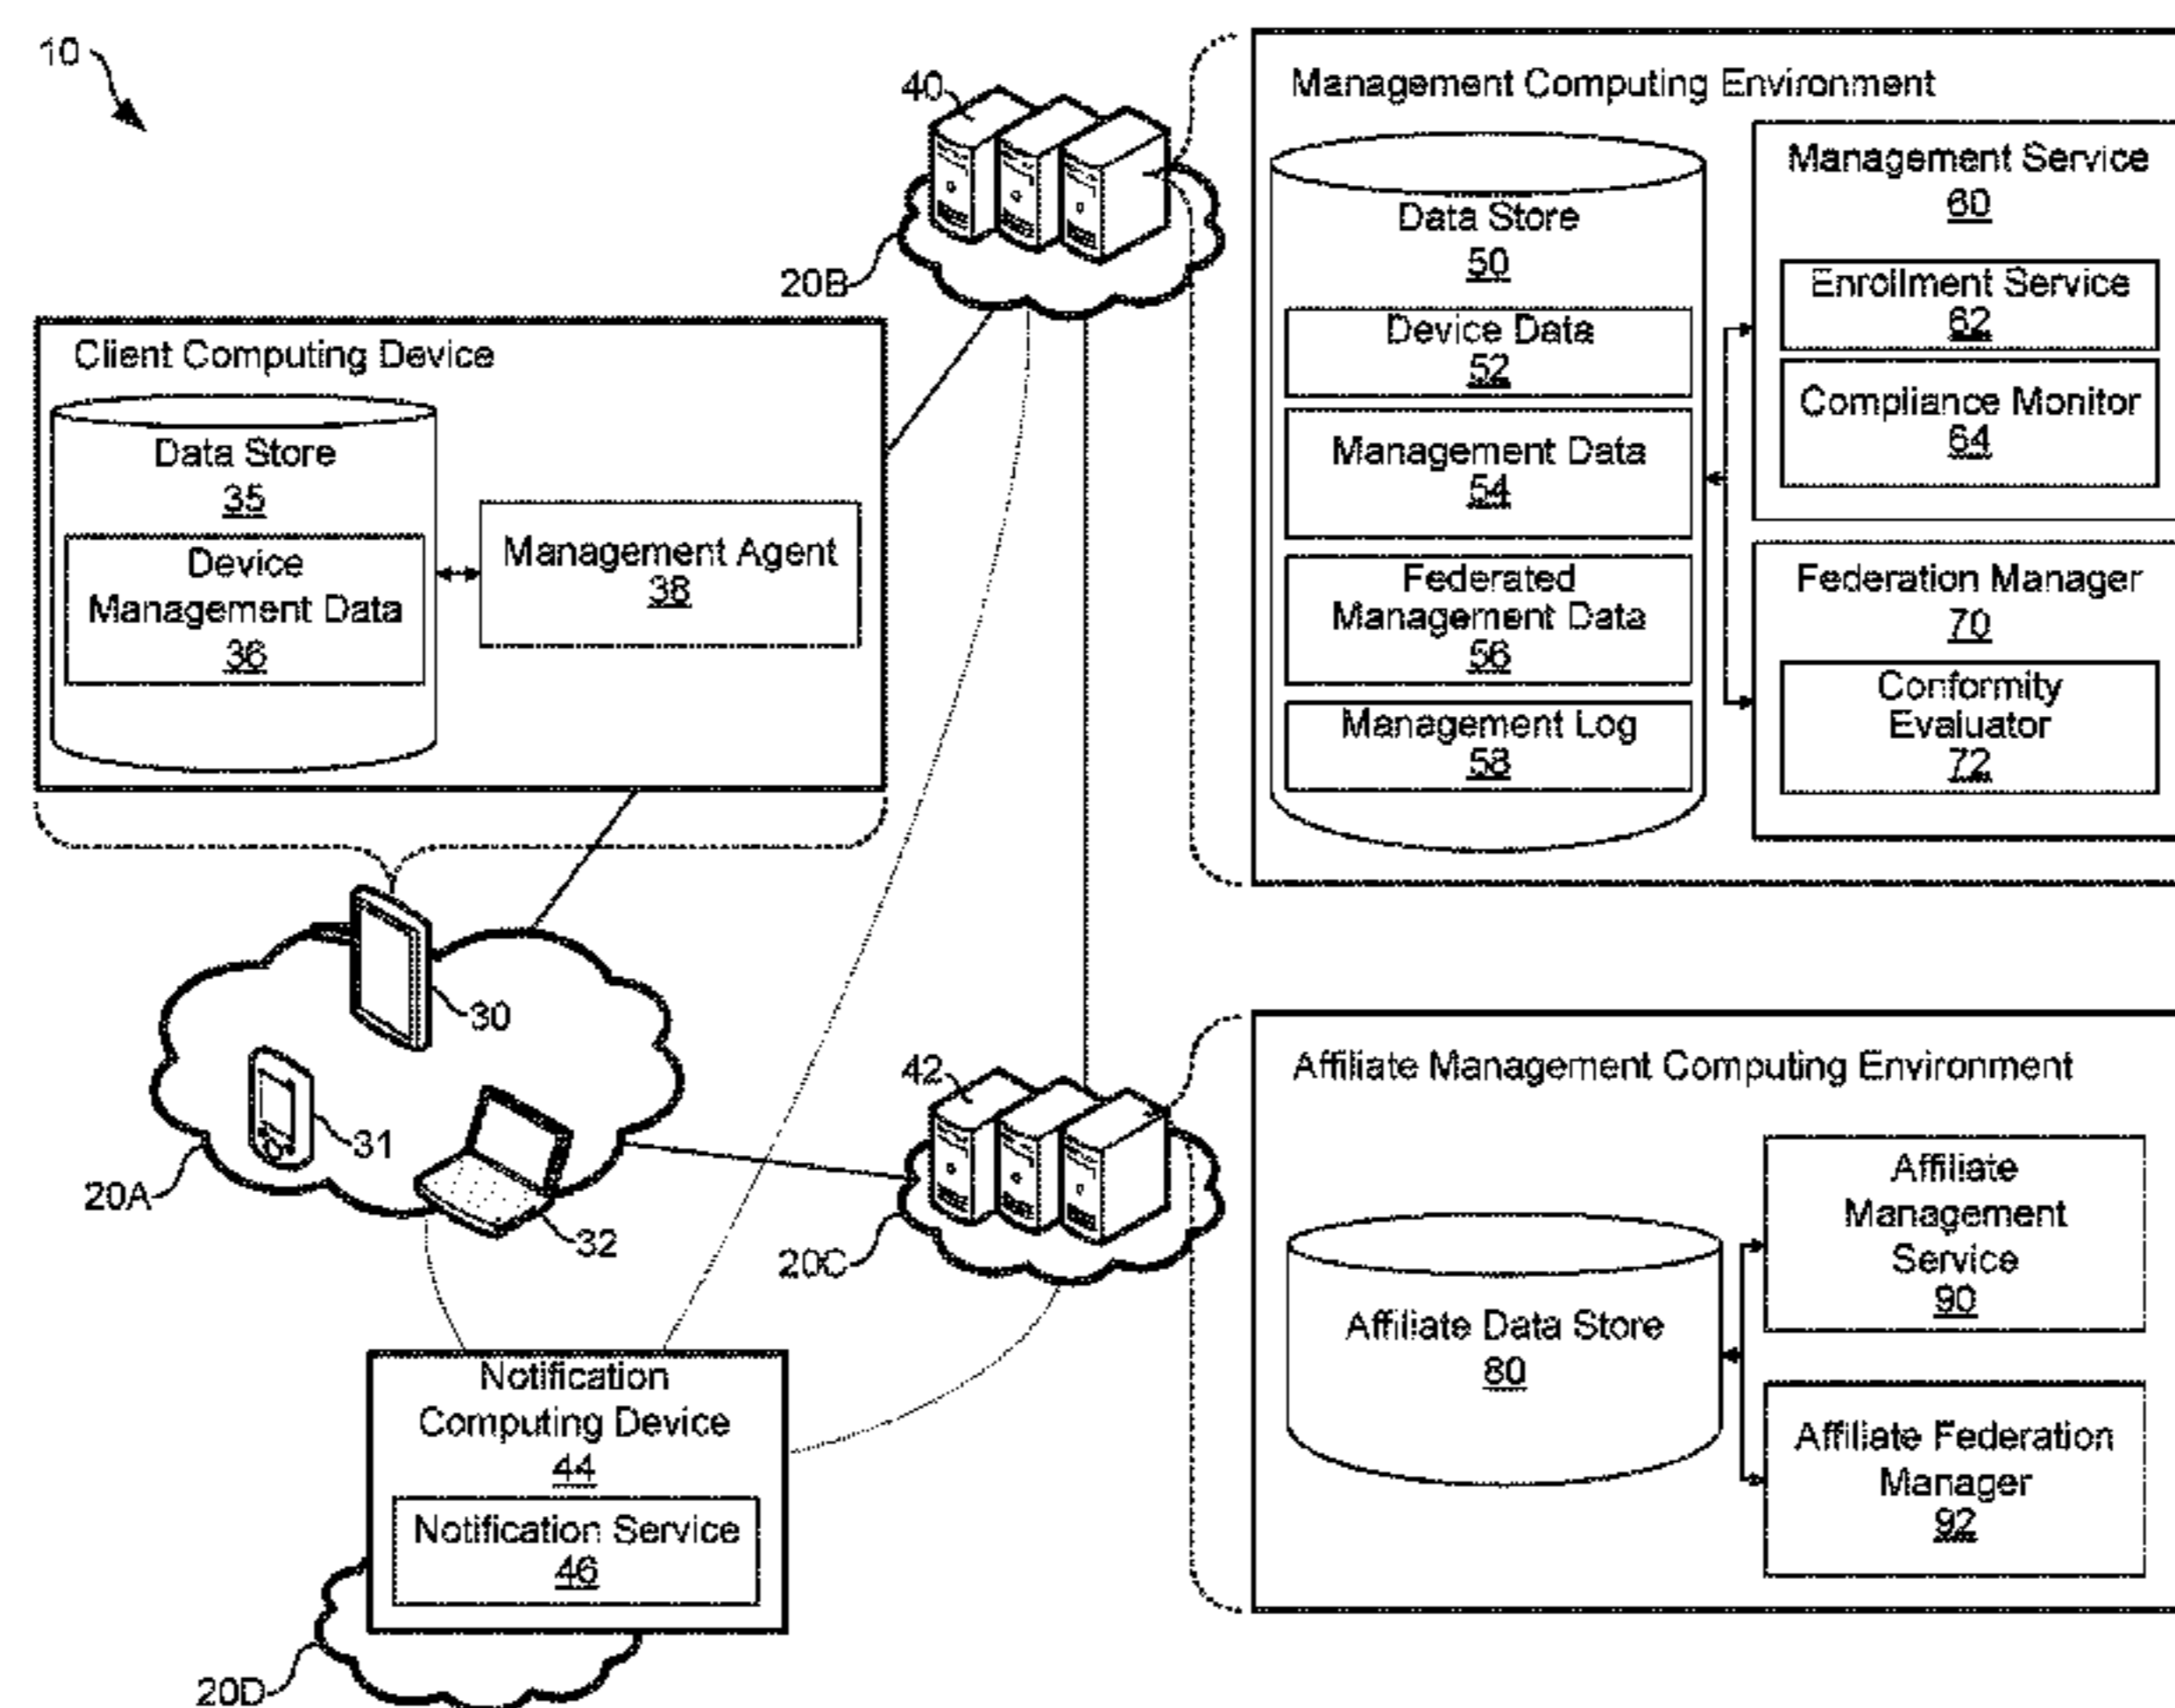 10
40
20B
Management Computing Environment
Data Store
50
Device Data
52
Management Data
54
Federated
Management Data
56
Management Log
58
Management Service
60
Enrollment Service
62
Compliance Monitor
64
Federation Manager
70
Conformity
Evaluator
72
Client Computing Device
Data Store
35
Device
Management Data
36
Management Agent
38
30
31
32
20A
42
20C
Affiliate Management Computing Environment
Affiliate Data Store
80
Affiliate
Management
Service
90
Affiliate Federation
Manager
92
Notification
Computing Device
44
Notification Service
46
20D